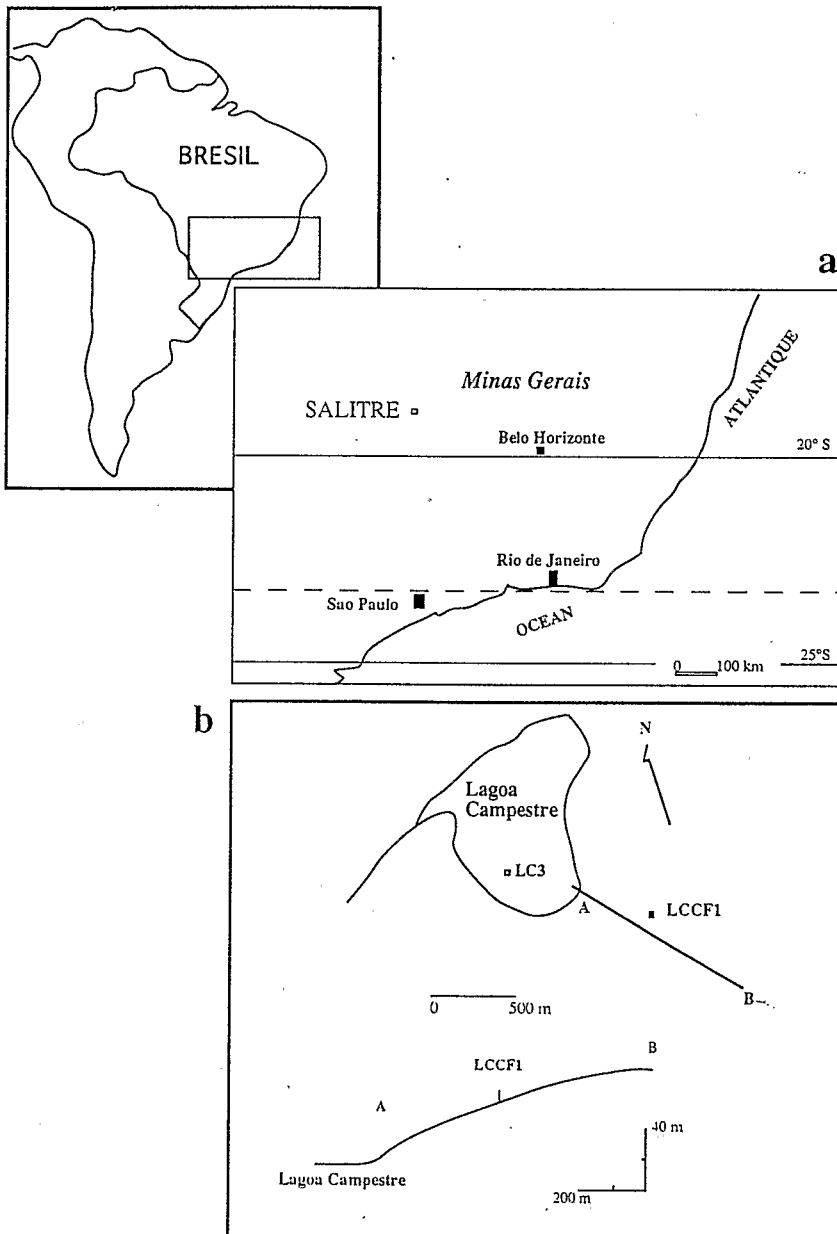 BRESIL
a
Minas Gerais
ATLANTIQUE
SALITRE
Belo Horizonte
20° S
Rio de Janeiro
Sao Paulo
OCEAN
25°S
0 100 km
b
N
Lagoa
Campestre
LC3
A
LCCF1
B
0 500 m
B
LCCF1
A
40 m
Lagoa Campestre
200 m